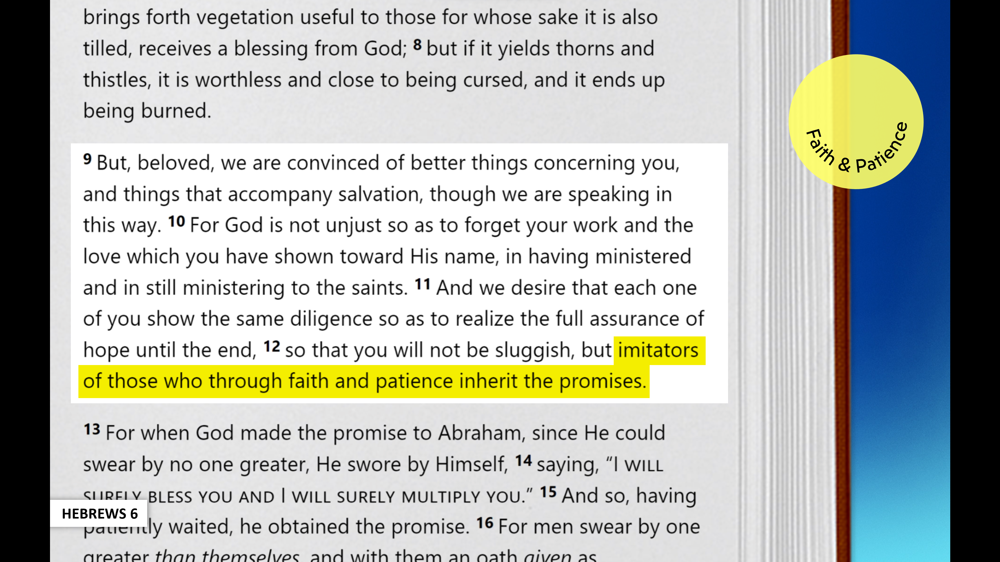 brings forth vegetation useful to those for whose sake it is also
tilled, receives a blessing from God; 8 but if it yields thorns and
thistles, it is worthless and close to being cursed, and it ends up
being burned.
9 But, beloved, we are convinced of better things concerning you,
and things that accompany salvation, though we are speaking in
this way. 10 For God is not unjust so as to forget your work and the
love which you have shown toward His name, in having ministered
and in still ministering to the saints. 11 And we desire that each one
of you show the same diligence so as to realize the full assurance of
hope until the end, 12 so that you will not be sluggish, but imitators
of those who through faith and patience inherit the promises.
13 For when God made the promise to Abraham, since He could
swear by no one greater, He swore by Himself, 14 saying, “I WILL
SURELY BLESS YOU AND I WILL SURELY MULTIPLY YOU.” 15 And so, having
patiently waited, he obtained the promise. 16 For men swear by one
greater than themselves, and with them an oath given as
HEBREWS 6
Faith & Patience